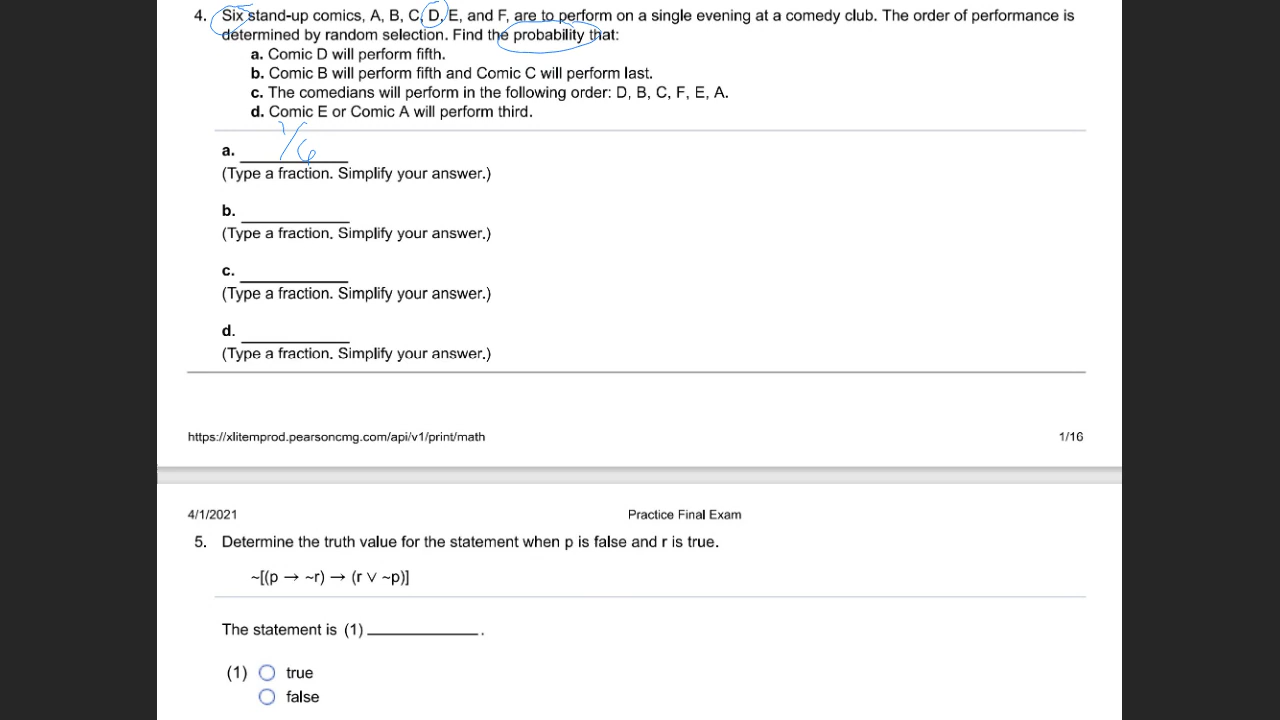 4. Six stand-up comics, A, B, C, D, E, and F, are to perform on a single evening at a comedy club. The order of performance is
determined by random selection. Find the probability that:
a. Comic D will perform fifth.
b. Comic B will perform fifth and Comic C will perform last.
c. The comedians will perform in the following order: D, B, C, F, E, A.
d. Comic E or Comic A will perform third.
a. 1/6
(Type a fraction. Simplify your answer.)
b.
(Type a fraction. Simplify your answer.)
c.
(Type a fraction. Simplify your answer.)
d.
(Type a fraction. Simplify your answer.)
https://xlitemprod.pearsoncmg.com/api/v1/print/math 1/16
4/1/2021 Practice Final Exam
5. Determine the truth value for the statement when p is false and r is true.
~[(p → ~r) → (r ∨ ~p)]
The statement is (1) ____________ .
(1) true
false